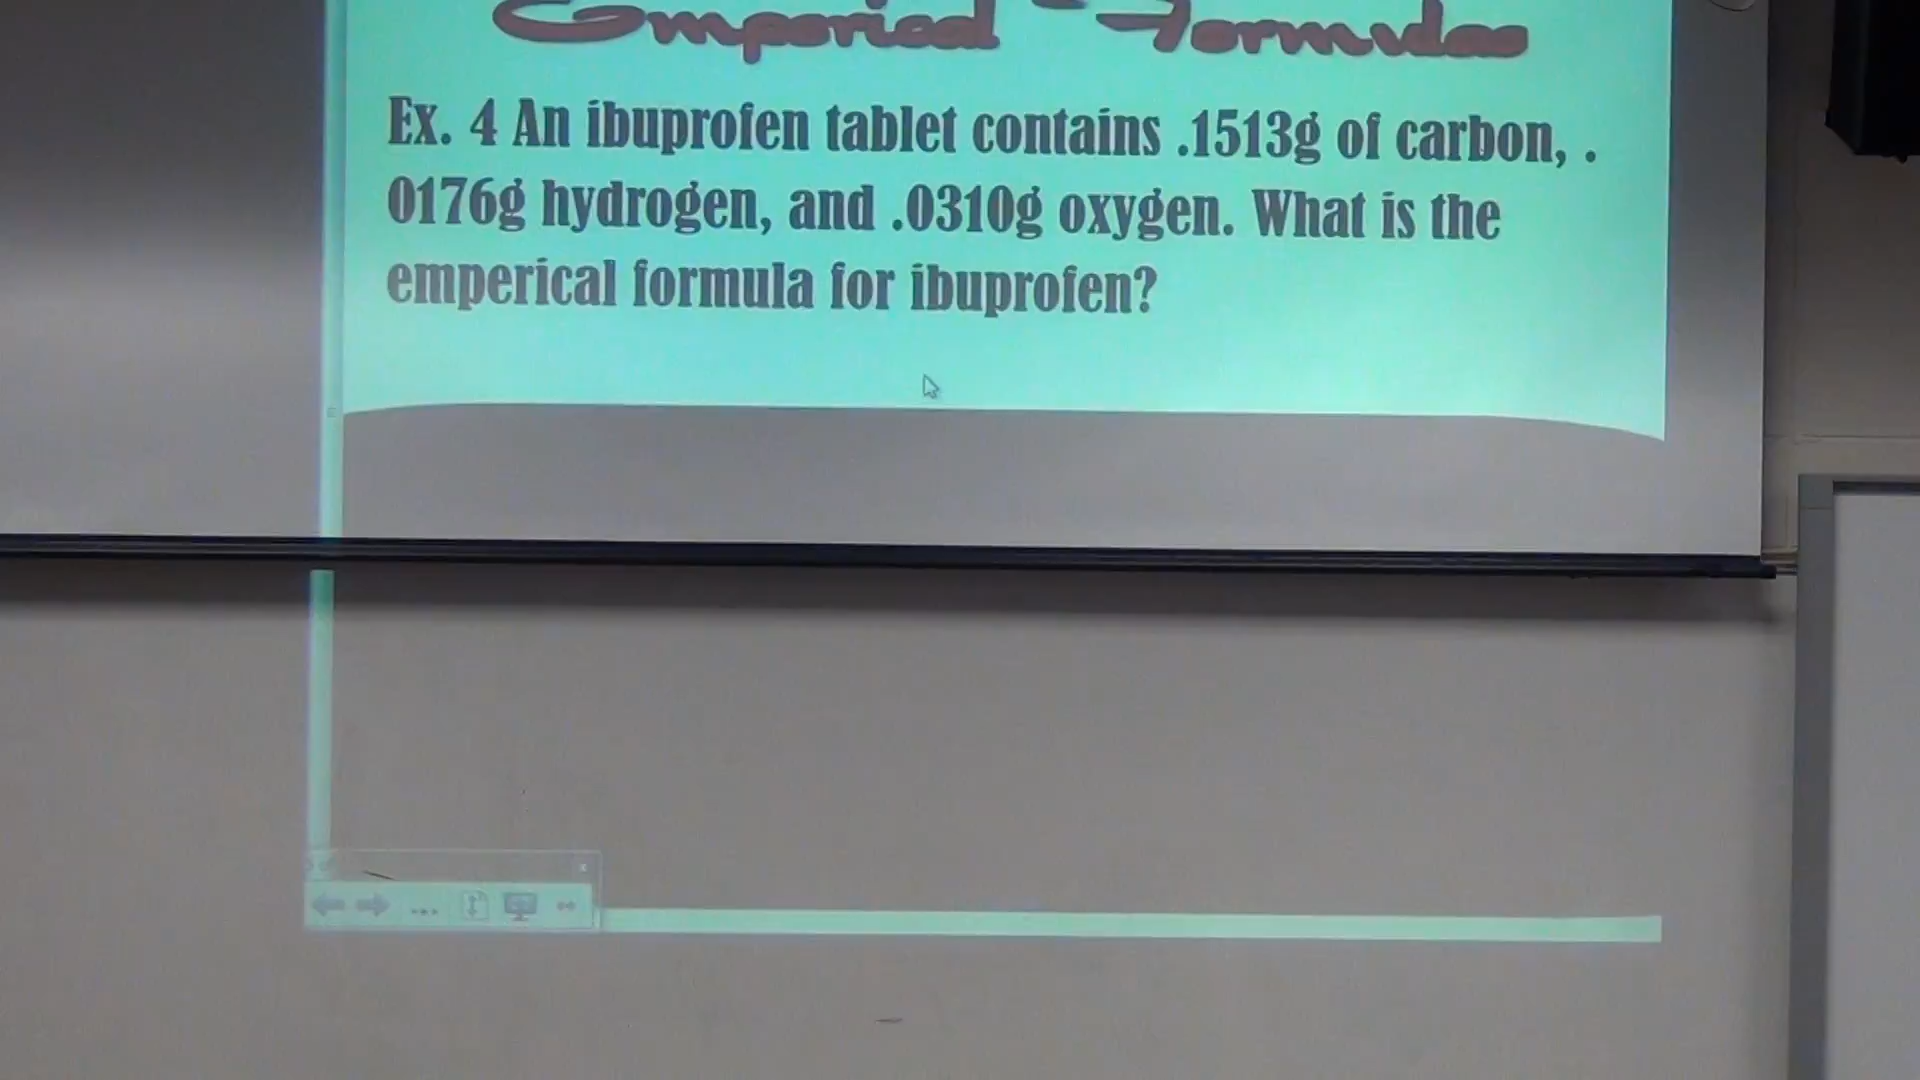 Emperical Formulas
Ex. 4 An ibuprofen tablet contains .1513g of carbon, .
0176g hydrogen, and .0310g oxygen. What is the
emperical formula for ibuprofen?